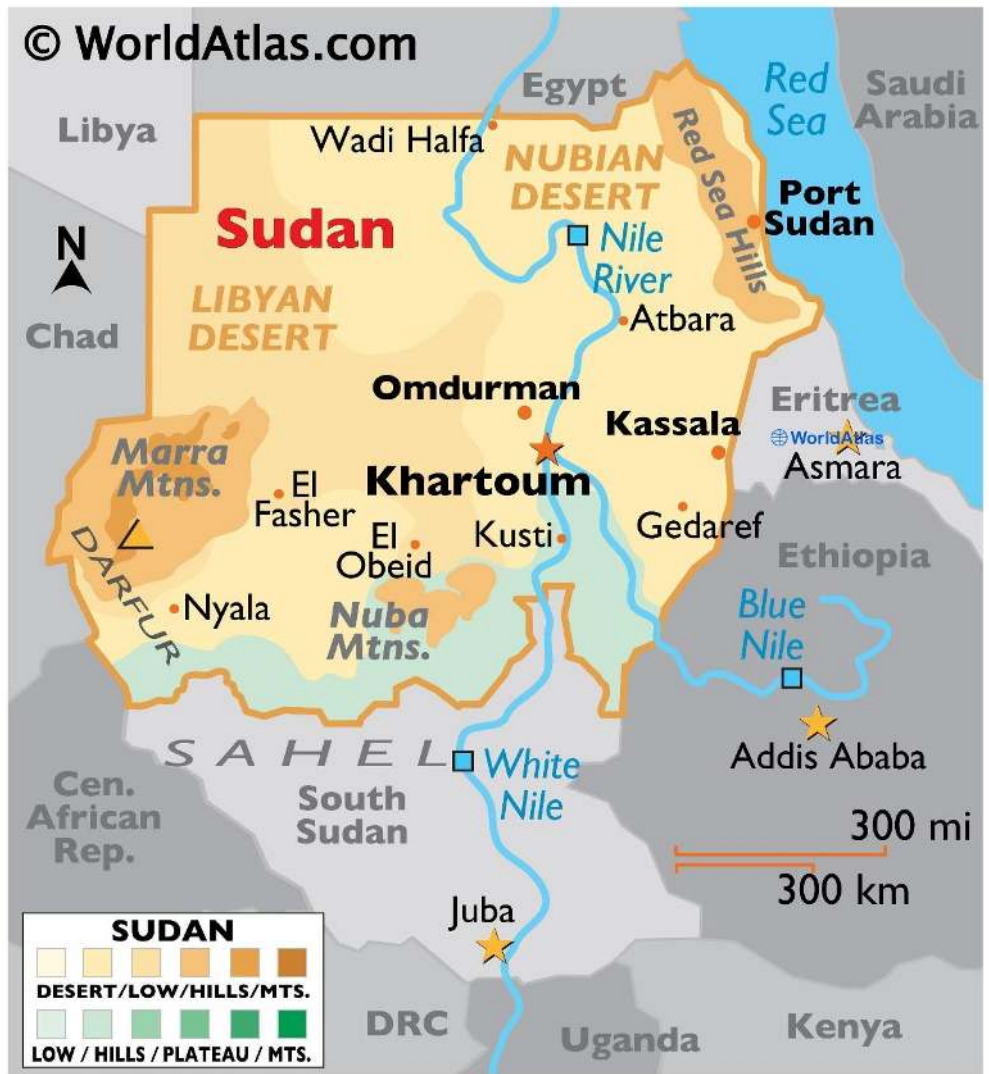 © WorldAtlas.com
Libya
Egypt
Red
Sea
Saudi
Arabia
Wadi Halfa
NUBIAN
DESERT
Red Sea Hills
Port
Sudan
Sudan
N
Nile
River
LIBYAN
DESERT
Chad
Atbara
Omdurman
Kassala
Eritrea
WorldAtlas
Asmara
Marra
Mtns.
Khartoum
El
Fasher
El
Obeid
Kusti
Gedaref
Ethiopia
DARFUR
Nyala
Nuba
Mtns.
Blue
Nile
SAHEL
White
Nile
Addis Ababa
Cen.
African
Rep.
South
Sudan
300 mi
300 km
Juba
SUDAN
DESERT/LOW/HILLS/MTS.
LOW / HILLS / PLATEAU / MTS.
DRC
Uganda
Kenya